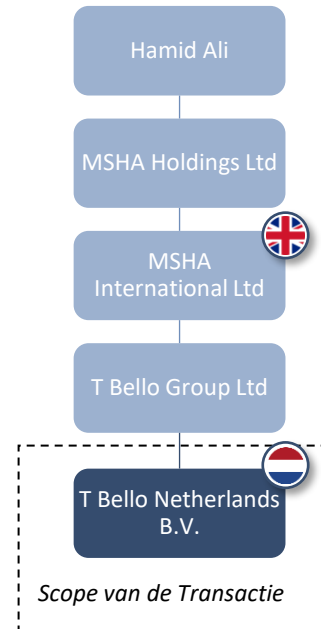 Hamid Ali
MSHA Holdings Ltd
MSHA
International Ltd
T Bello Group Ltd
T Bello Netherlands
B.V.
Scope van de Transactie